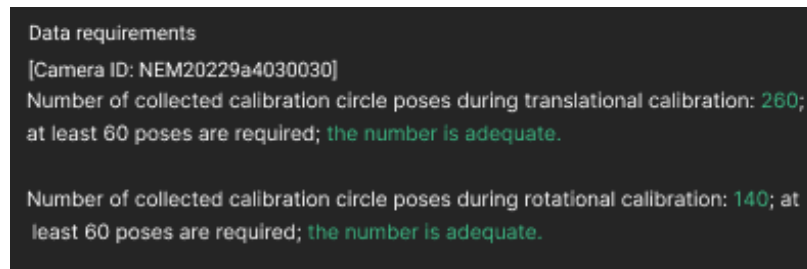 Data requirements
[Camera ID: NEM20229a4030030]
Number of collected calibration circle poses during translational calibration: 260;
at least 60 poses are required; the number is adequate.
Number of collected calibration circle poses during rotational calibration: 140; at
least 60 poses are required; the number is adequate.